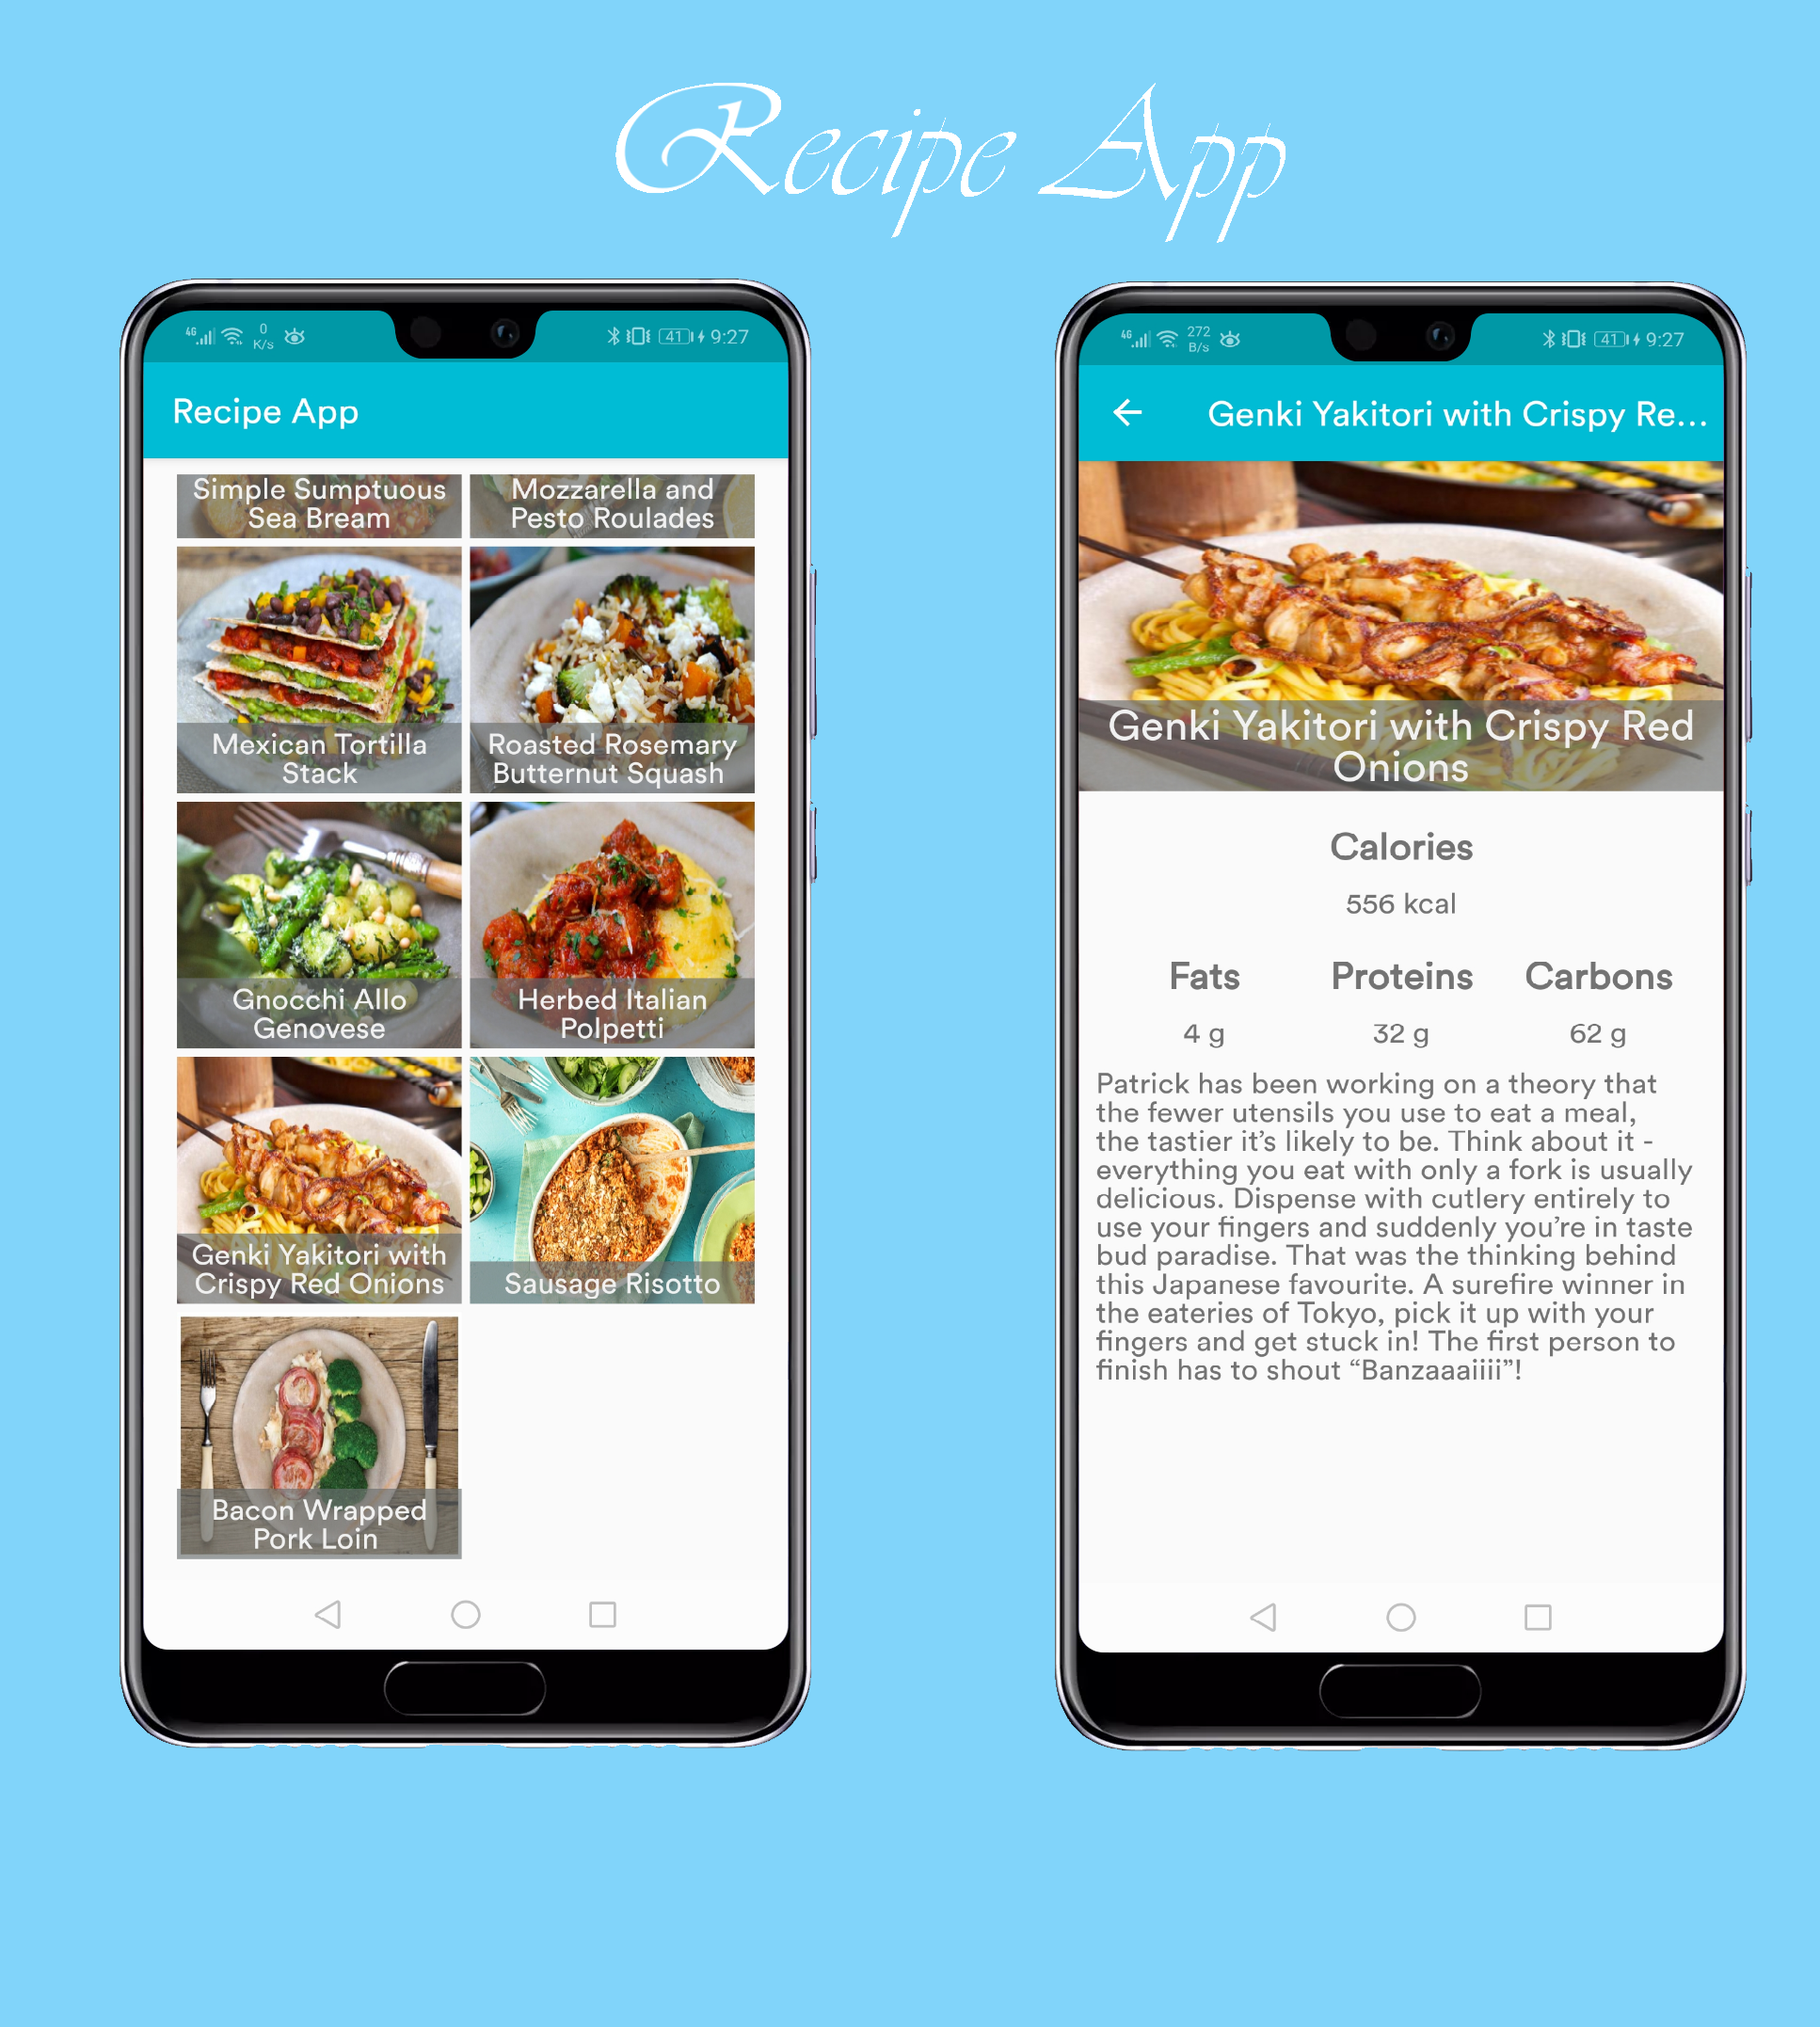 Recipe App
4G 0 K/s 41 9:27
Recipe App
Simple Sumptuous
Sea Bream
Mozzarella and
Pesto Roulades
Mexican Tortilla
Stack
Roasted Rosemary
Butternut Squash
Gnocchi Allo
Genovese
Herbed Italian
Polpetti
Genki Yakitori with
Crispy Red Onions
Sausage Risotto
Bacon Wrapped
Pork Loin
4G 272 B/s 41 9:27
Genki Yakitori with Crispy Re...
Genki Yakitori with Crispy Red
Onions
Calories
556 kcal
Fats Proteins Carbons
4 g 32 g 62 g
Patrick has been working on a theory that
the fewer utensils you use to eat a meal,
the tastier it’s likely to be. Think about it -
everything you eat with only a fork is usually
delicious. Dispense with cutlery entirely to
use your fingers and suddenly you’re in taste
bud paradise. That was the thinking behind
this Japanese favourite. A surefire winner in
the eateries of Tokyo, pick it up with your
fingers and get stuck in! The first person to
finish has to shout “Banzaaaiiii”!